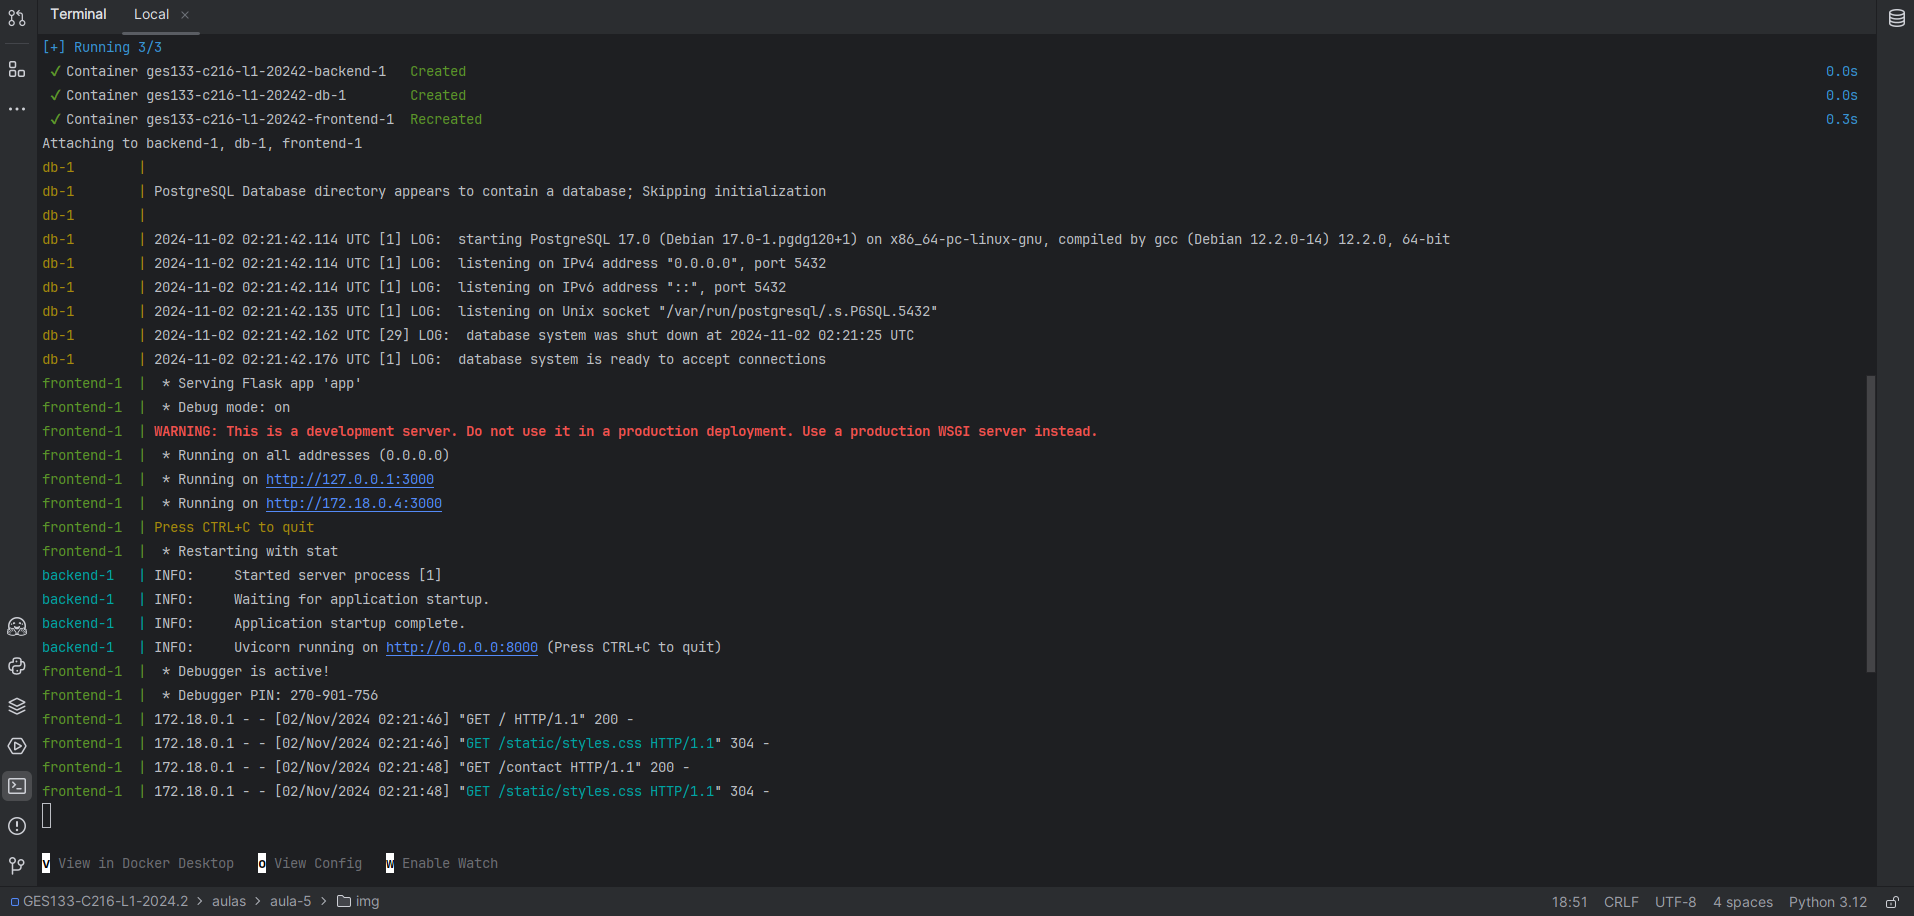 Terminal Local ×
[+] Running 3/3
✓ Container ges133-c216-l1-20242-backend-1 Created 0.0s
✓ Container ges133-c216-l1-20242-db-1 Created 0.0s
✓ Container ges133-c216-l1-20242-frontend-1 Recreated 0.3s
Attaching to backend-1, db-1, frontend-1
db-1 |
db-1 | PostgreSQL Database directory appears to contain a database; Skipping initialization
db-1 |
db-1 | 2024-11-02 02:21:42.114 UTC [1] LOG: starting PostgreSQL 17.0 (Debian 17.0-1.pgdg120+1) on x86_64-pc-linux-gnu, compiled by gcc (Debian 12.2.0-14) 12.2.0, 64-bit
db-1 | 2024-11-02 02:21:42.114 UTC [1] LOG: listening on IPv4 address "0.0.0.0", port 5432
db-1 | 2024-11-02 02:21:42.114 UTC [1] LOG: listening on IPv6 address "::", port 5432
db-1 | 2024-11-02 02:21:42.135 UTC [1] LOG: listening on Unix socket "/var/run/postgresql/.s.PGSQL.5432"
db-1 | 2024-11-02 02:21:42.162 UTC [29] LOG: database system was shut down at 2024-11-02 02:21:25 UTC
db-1 | 2024-11-02 02:21:42.176 UTC [1] LOG: database system is ready to accept connections
frontend-1 | * Serving Flask app 'app'
frontend-1 | * Debug mode: on
frontend-1 | WARNING: This is a development server. Do not use it in a production deployment. Use a production WSGI server instead.
frontend-1 | * Running on all addresses (0.0.0.0)
frontend-1 | * Running on http://127.0.0.1:3000
frontend-1 | * Running on http://172.18.0.4:3000
frontend-1 | Press CTRL+C to quit
frontend-1 | * Restarting with stat
backend-1 | INFO: Started server process [1]
backend-1 | INFO: Waiting for application startup.
backend-1 | INFO: Application startup complete.
backend-1 | INFO: Uvicorn running on http://0.0.0.0:8000 (Press CTRL+C to quit)
frontend-1 | * Debugger is active!
frontend-1 | * Debugger PIN: 270-901-756
frontend-1 | 172.18.0.1 - - [02/Nov/2024 02:21:46] "GET / HTTP/1.1" 200 -
frontend-1 | 172.18.0.1 - - [02/Nov/2024 02:21:46] "GET /static/styles.css HTTP/1.1" 304 -
frontend-1 | 172.18.0.1 - - [02/Nov/2024 02:21:48] "GET /contact HTTP/1.1" 200 -
frontend-1 | 172.18.0.1 - - [02/Nov/2024 02:21:48] "GET /static/styles.css HTTP/1.1" 304 -
v View in Docker Desktop o View Config w Enable Watch
GES133-C216-L1-2024.2 > aulas > aula-5 > img 18:51 CRLF UTF-8 4 spaces Python 3.12